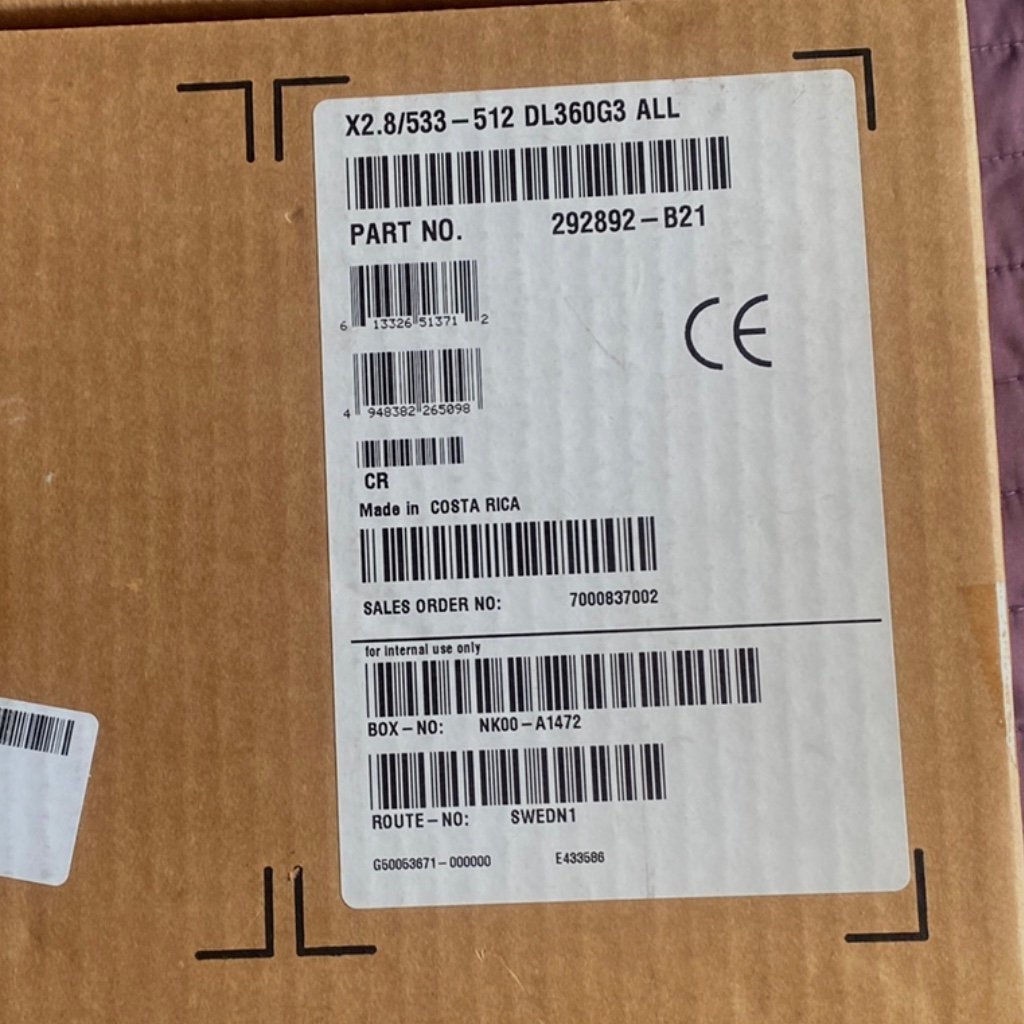 X2.8/533-512 DL360G3 ALL
PART NO. 292892-B21
6 13326 51371 2
CE
4 948382 265098
CR
Made in COSTA RICA
SALES ORDER NO: 7000837002
for internal use only
BOX-NO: NK00-A1472
ROUTE-NO: SWEDN1
G50053671-000000 E433586